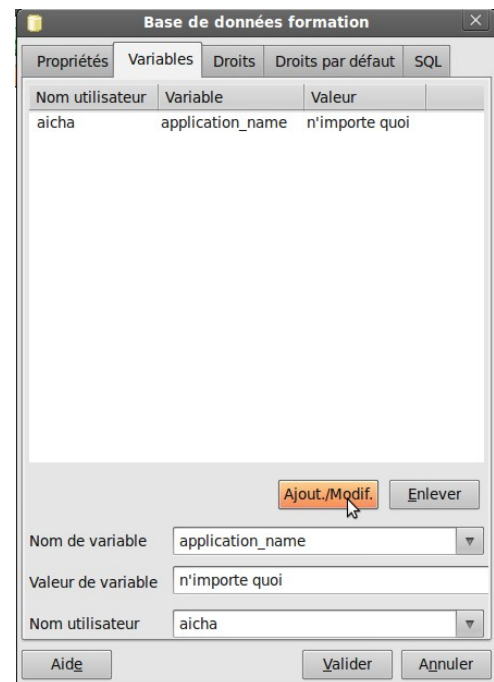 Base de données formation
Propriétés Variables Droits Droits par défaut SQL
Nom utilisateur Variable Valeur
aicha application_name n'importe quoi
Ajout./Modif. Enlever
Nom de variable application_name
Valeur de variable n'importe quoi
Nom utilisateur aicha
Aide Valider Annuler